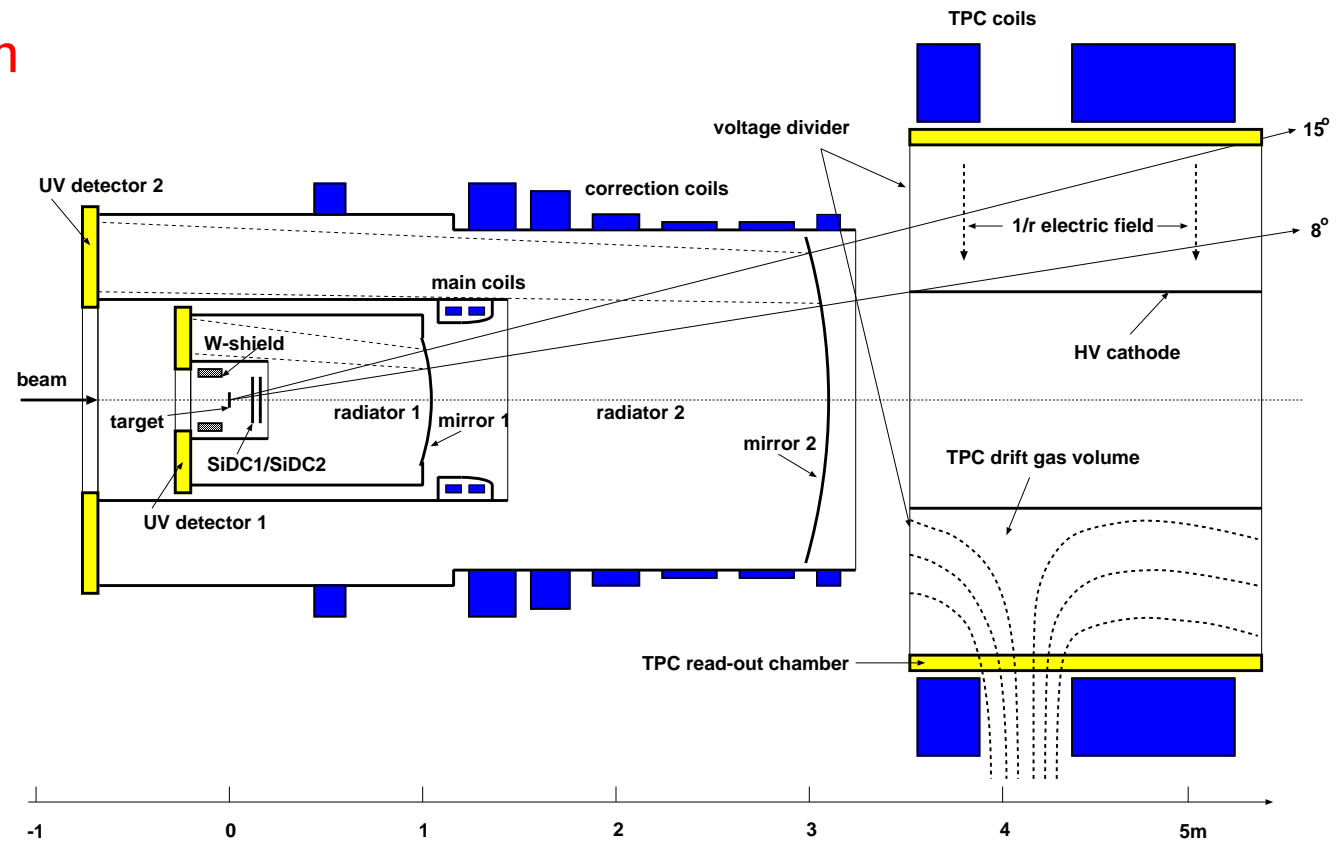 TPC coils
voltage divider
15°
UV detector 2
correction coils
1/r electric field
8°
main coils
W-shield
HV cathode
beam
target
radiator 1
mirror 1
radiator 2
mirror 2
SiDC1/SiDC2
TPC drift gas volume
UV detector 1
TPC read-out chamber
-1 0 1 2 3 4 5m